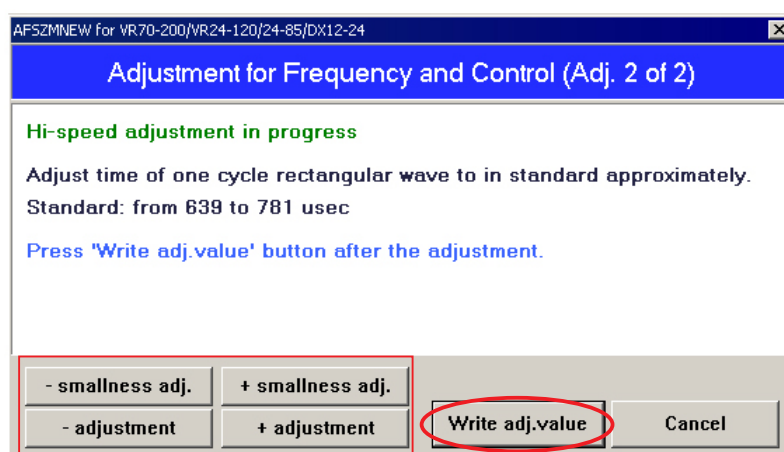 AFSZMNEW for VR70-200/VR24-120/24-85/DX12-24
Adjustment for Frequency and Control (Adj. 2 of 2)
Hi-speed adjustment in progress
Adjust time of one cycle rectangular wave to in standard approximately.
Standard: from 639 to 781 usec
Press 'Write adj.value' button after the adjustment.
- smallness adj.
+ smallness adj.
- adjustment
+ adjustment
Write adj.value
Cancel